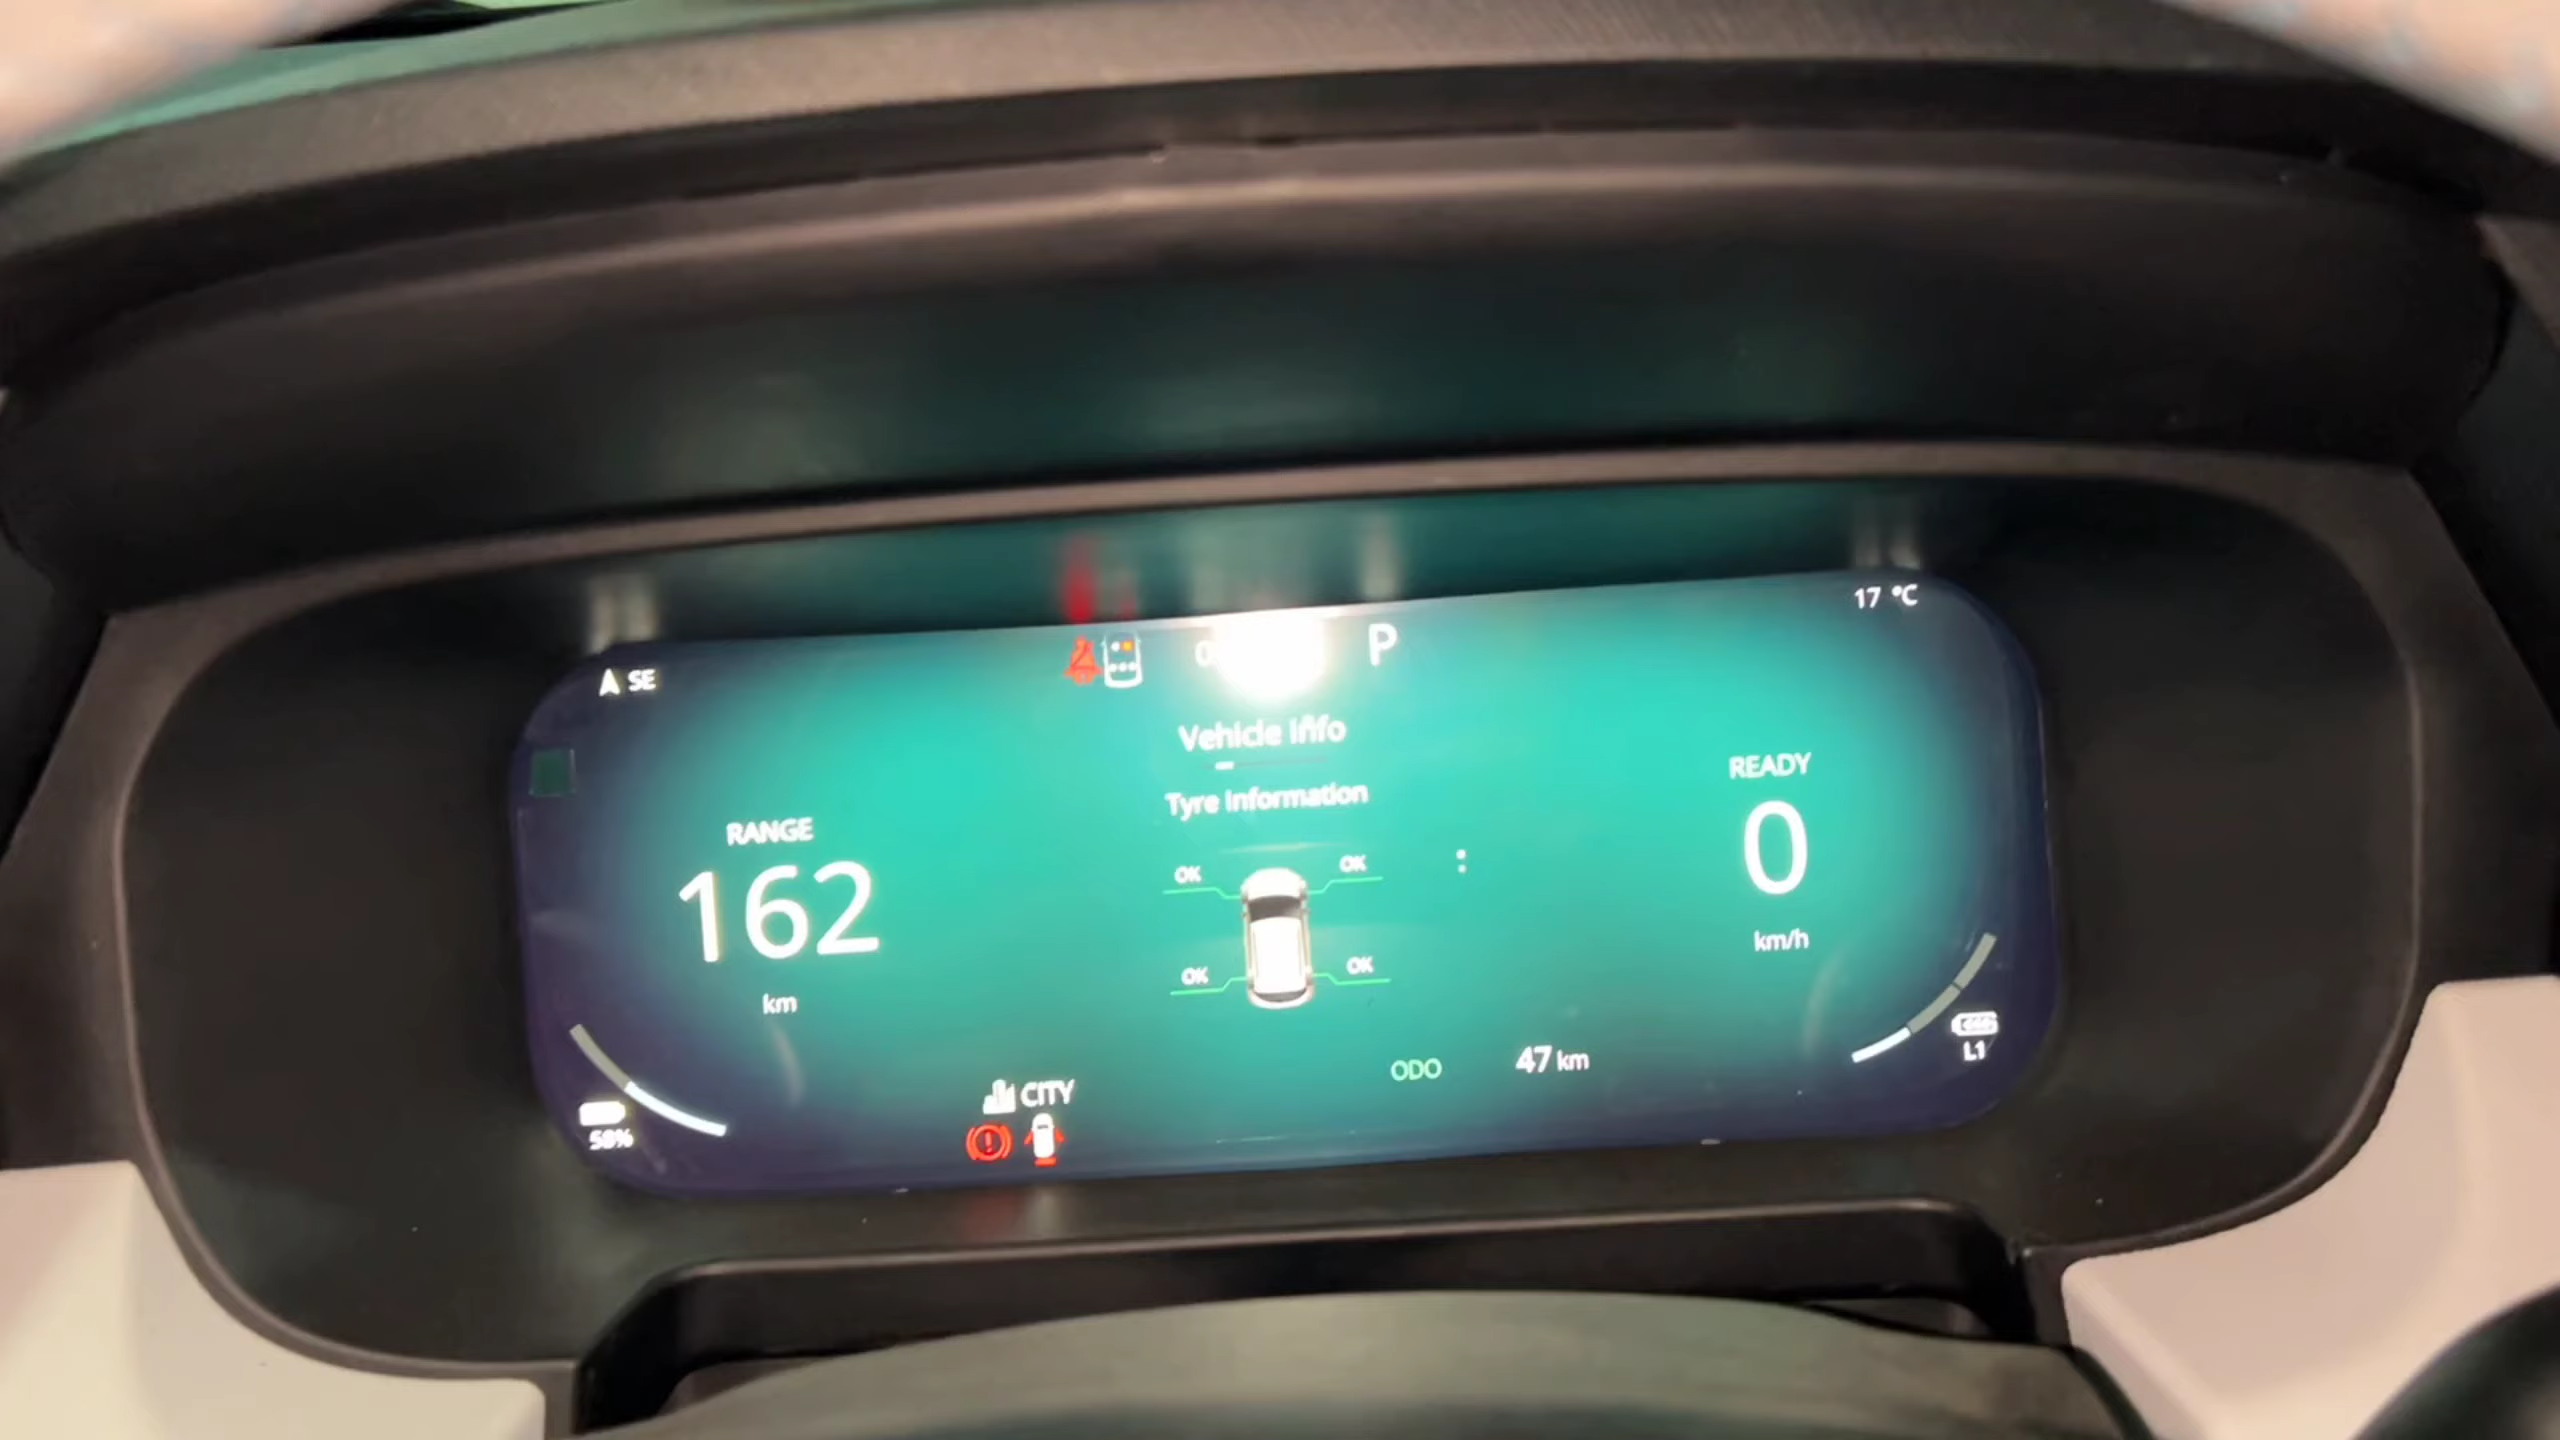 17 °C
SE
P
Vehicle Info
Tyre Information
READY
0
km/h
RANGE
162
km
OK
OK
OK
OK
ODO
47 km
L1
CITY